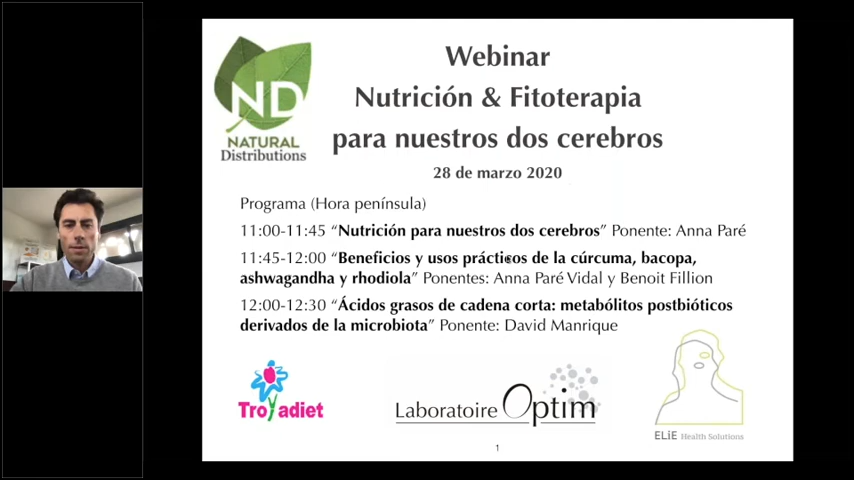 Webinar
Nutrición & Fitoterapia
para nuestros dos cerebros
28 de marzo 2020
ND
NATURAL
Distributions
Programa (Hora península)
11:00-11:45 “Nutrición para nuestros dos cerebros” Ponente: Anna Paré
11:45-12:00 “Beneficios y usos prácticos de la cúrcuma, bacopa,
ashwagandha y rhodiola” Ponentes: Anna Paré Vidal y Benoit Fillion
12:00-12:30 “Ácidos grasos de cadena corta: metabólitos postbióticos
derivados de la microbiota” Ponente: David Manrique
Troyadiet
Laboratoire Optim
ELiE Health Solutions
1